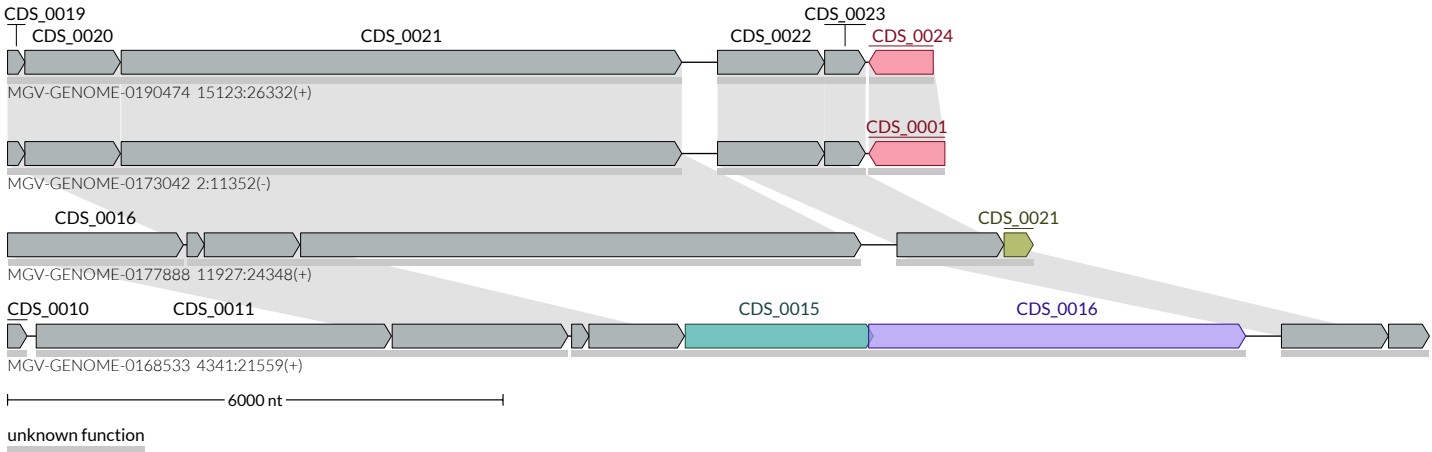 CDS_0019
CDS_0020
CDS_0021
CDS_0022
CDS_0023
CDS_0024
MGV-GENOME-0190474 15123:26332(+)
CDS_0001
MGV-GENOME-0173042 2:11352(-)
CDS_0016
CDS_0021
MGV-GENOME-0177888 11927:24348(+)
CDS_0010
CDS_0011
CDS_0015
CDS_0016
MGV-GENOME-0168533 4341:21559(+)
6000 nt
unknown function